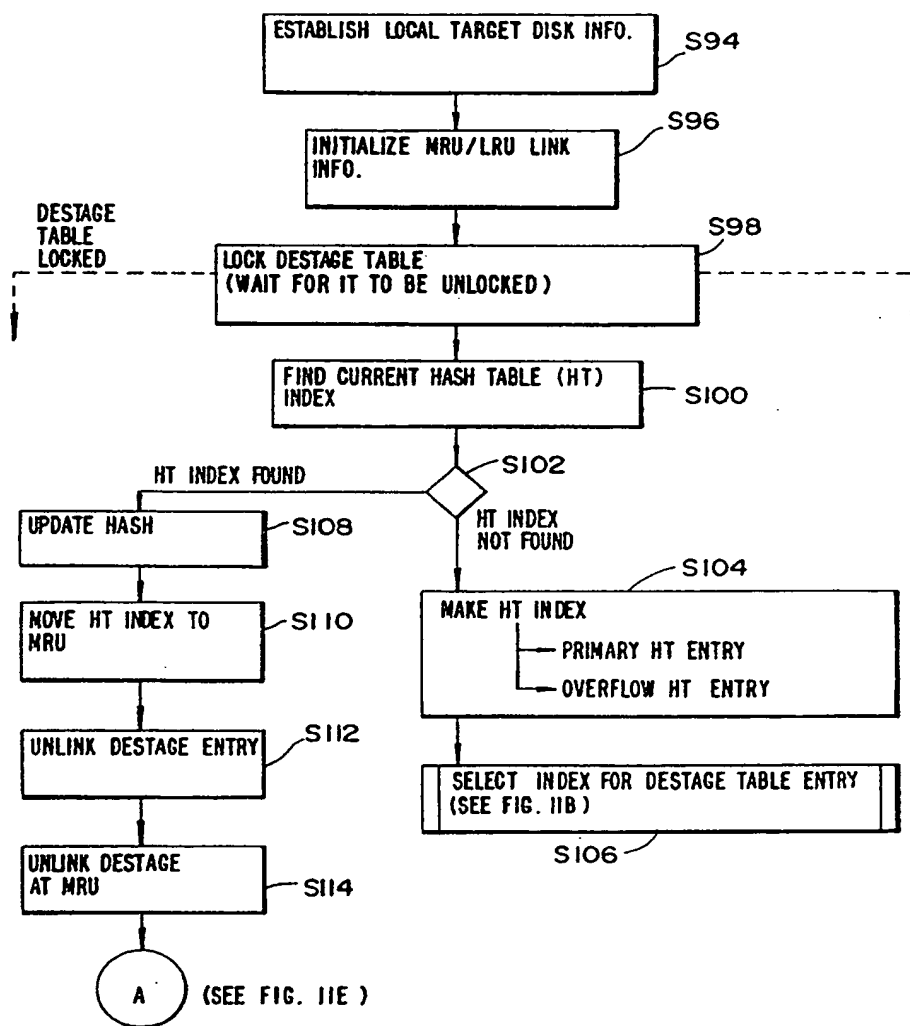 ESTABLISH LOCAL TARGET DISK INFO.
S94
INITIALIZE MRU/LRU LINK
INFO.
S96
DESTAGE
TABLE
LOCKED
LOCK DESTAGE TABLE
(WAIT FOR IT TO BE UNLOCKED)
S98
FIND CURRENT HASH TABLE (HT)
INDEX
S100
S102
HT INDEX FOUND
HT INDEX
NOT FOUND
UPDATE HASH
S108
MOVE HT INDEX TO
MRU
S110
UNLINK DESTAGE ENTRY
S112
UNLINK DESTAGE
AT MRU
S114
A
(SEE FIG. 11E )
S104
MAKE HT INDEX
PRIMARY HT ENTRY
OVERFLOW HT ENTRY
SELECT INDEX FOR DESTAGE TABLE ENTRY
(SEE FIG. 11B)
S106